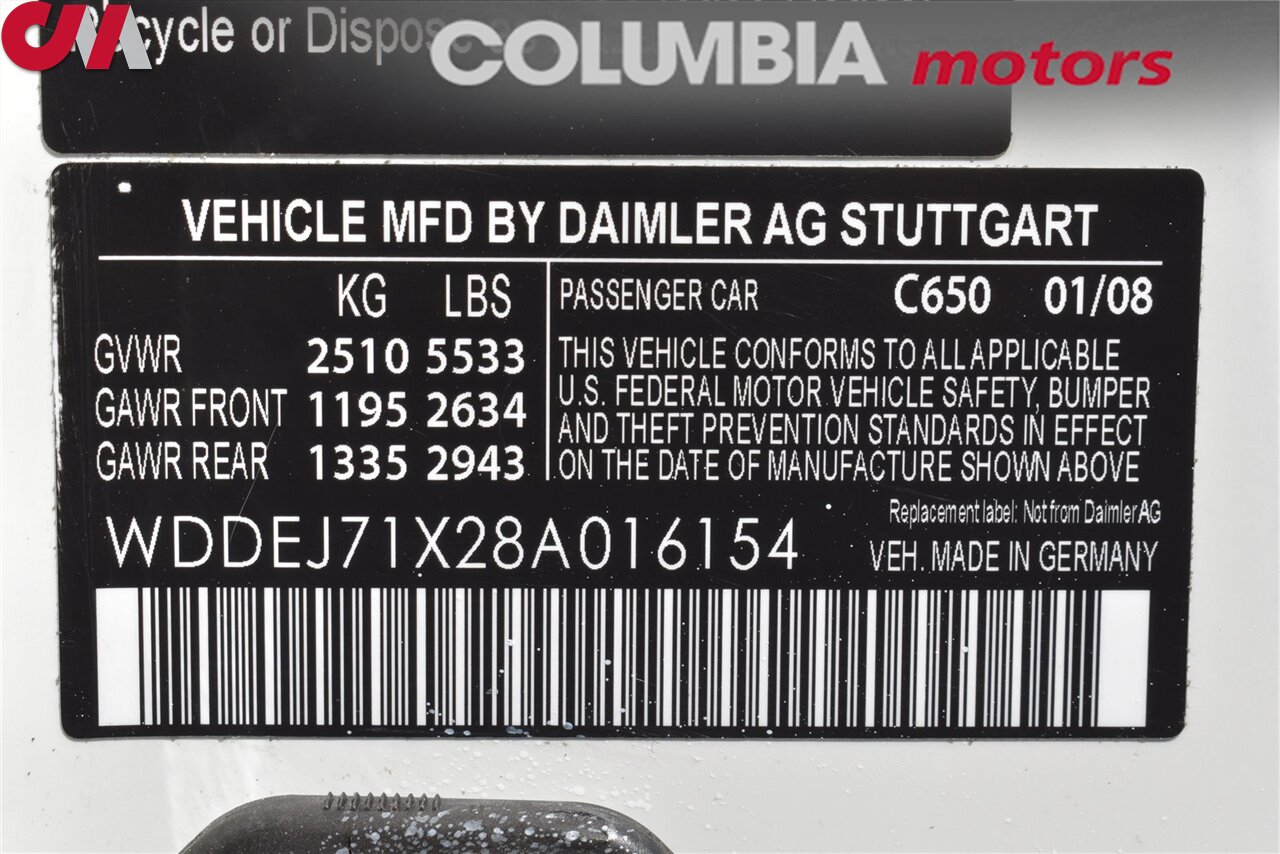 CMA
Recycle or Dispose
COLUMBIA motors
VEHICLE MFD BY DAIMLER AG STUTTGART
KG LBS
GVWR 2510 5533
GAWR FRONT 1195 2634
GAWR REAR 1335 2943
PASSENGER CAR C650 01/08
THIS VEHICLE CONFORMS TO ALL APPLICABLE
U.S. FEDERAL MOTOR VEHICLE SAFETY, BUMPER
AND THEFT PREVENTION STANDARDS IN EFFECT
ON THE DATE OF MANUFACTURE SHOWN ABOVE
Replacement label: Not from Daimler AG
WDDEJ71X28A016154
VEH. MADE IN GERMANY